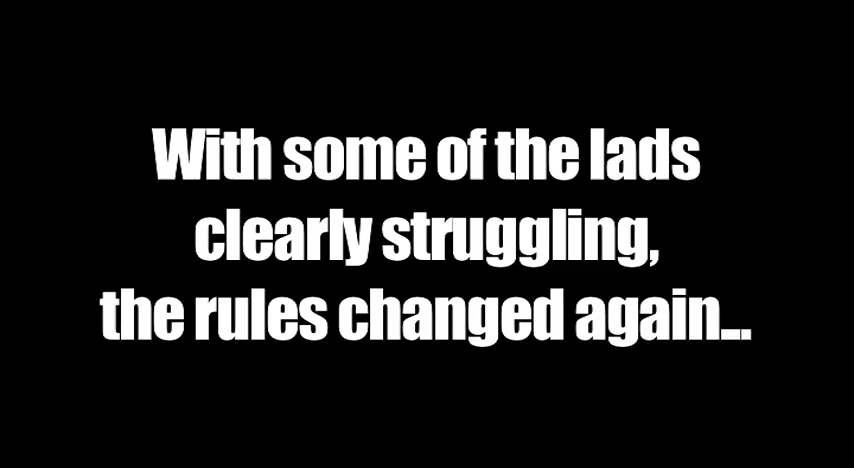 With some of the lads
clearly struggling,
the rules changed again...